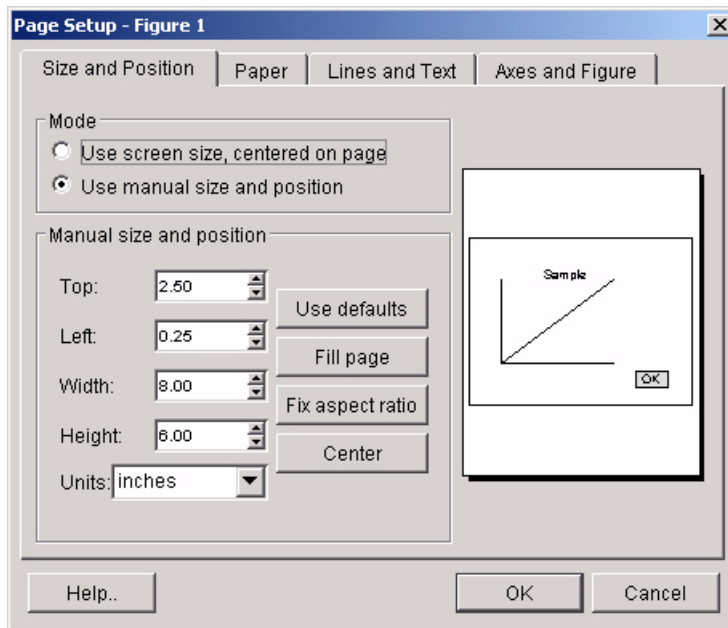 Page Setup - Figure 1
Size and Position Paper Lines and Text Axes and Figure
Mode
Use screen size, centered on page
Use manual size and position
Manual size and position
Top: 2.50
Left: 0.25
Width: 8.00
Height: 6.00
Units: inches
Use defaults
Fill page
Fix aspect ratio
Center
Sample
OK
Help..
OK
Cancel